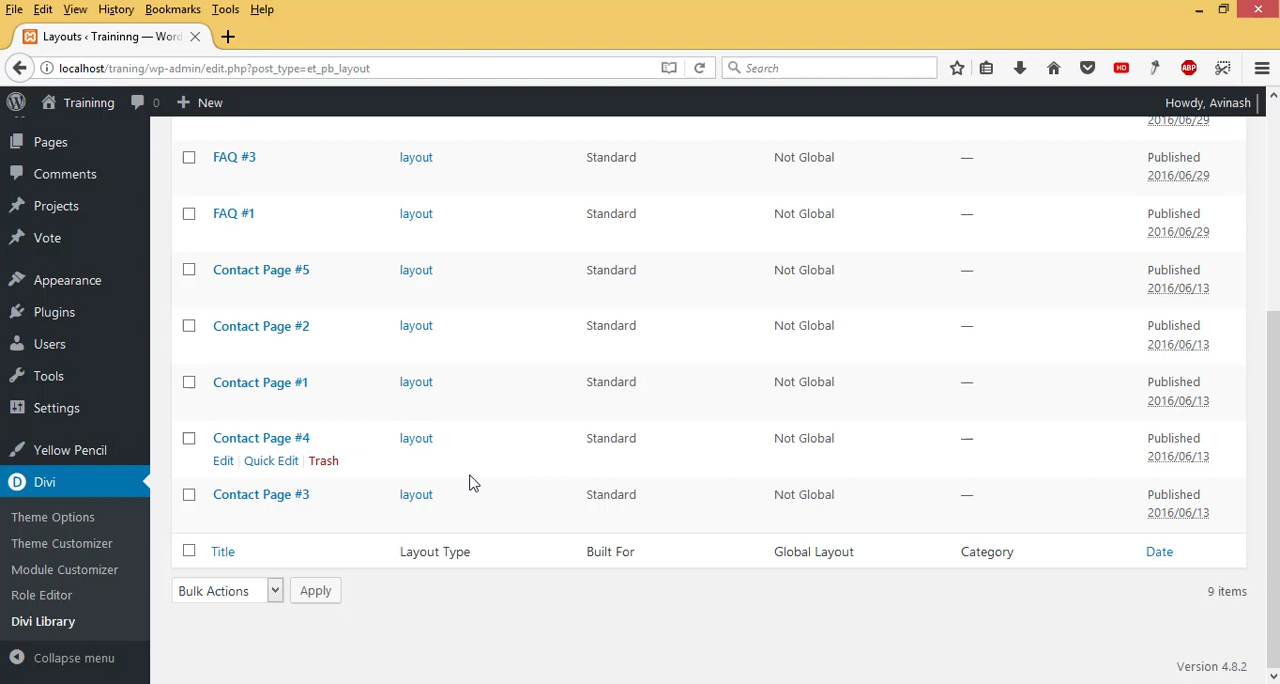 File Edit View History Bookmarks Tools Help
Layouts ‹ Traininng — Word
localhost/traning/wp-admin/edit.php?post_type=et_pb_layout
Search
HD
ABP
Traininng 0 New
Howdy, Avinash
Pages
Comments
Projects
Vote
Appearance
Plugins
Users
Tools
Settings
Yellow Pencil
D Divi
Theme Options
Theme Customizer
Module Customizer
Role Editor
Divi Library
Collapse menu
2016/06/29
FAQ #3 layout Standard Not Global — Published
2016/06/29
FAQ #1 layout Standard Not Global — Published
2016/06/29
Contact Page #5 layout Standard Not Global — Published
2016/06/13
Contact Page #2 layout Standard Not Global — Published
2016/06/13
Contact Page #1 layout Standard Not Global — Published
2016/06/13
Contact Page #4 layout Standard Not Global — Published
Edit | Quick Edit | Trash 2016/06/13
Contact Page #3 layout Standard Not Global — Published
2016/06/13
Title Layout Type Built For Global Layout Category Date
Bulk Actions Apply 9 items
Version 4.8.2